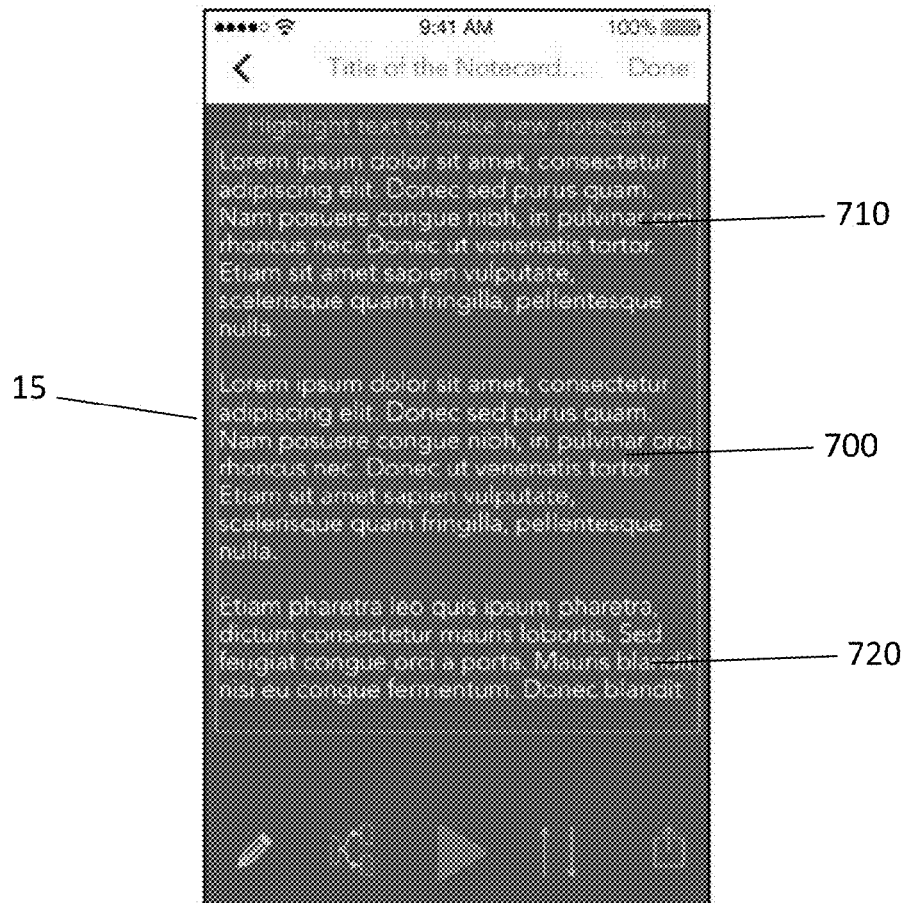 9:41 AM 100%
Title of the Notecard... Done
Highlight text to make new notecards
Lorem ipsum dolor sit amet, consectetur
adipiscing elit. Donec sed purus quam.
Nam posuere congue nibh, in pulvinar
rhoncus nec. Donec ut venenatis tortor.
Etiam sit amet sapien vulputate,
scelerisque quam fringilla, pellentesque
nulla.
Lorem ipsum dolor sit amet, consectetur
adipiscing elit. Donec sed purus quam.
Nam posuere congue nibh, in pulvinar orci
rhoncus nec. Donec ut venenatis tortor.
Etiam sit amet sapien vulputate,
scelerisque quam fringilla, pellentesque
nulla.
Etiam pharetra leo quis ipsum pharetra,
dictum consectetur mauris lobortis. Sed
feugiat congue orci a porta. Mauris blandit
nisi eu congue fermentum. Donec blandit
710
15
700
720